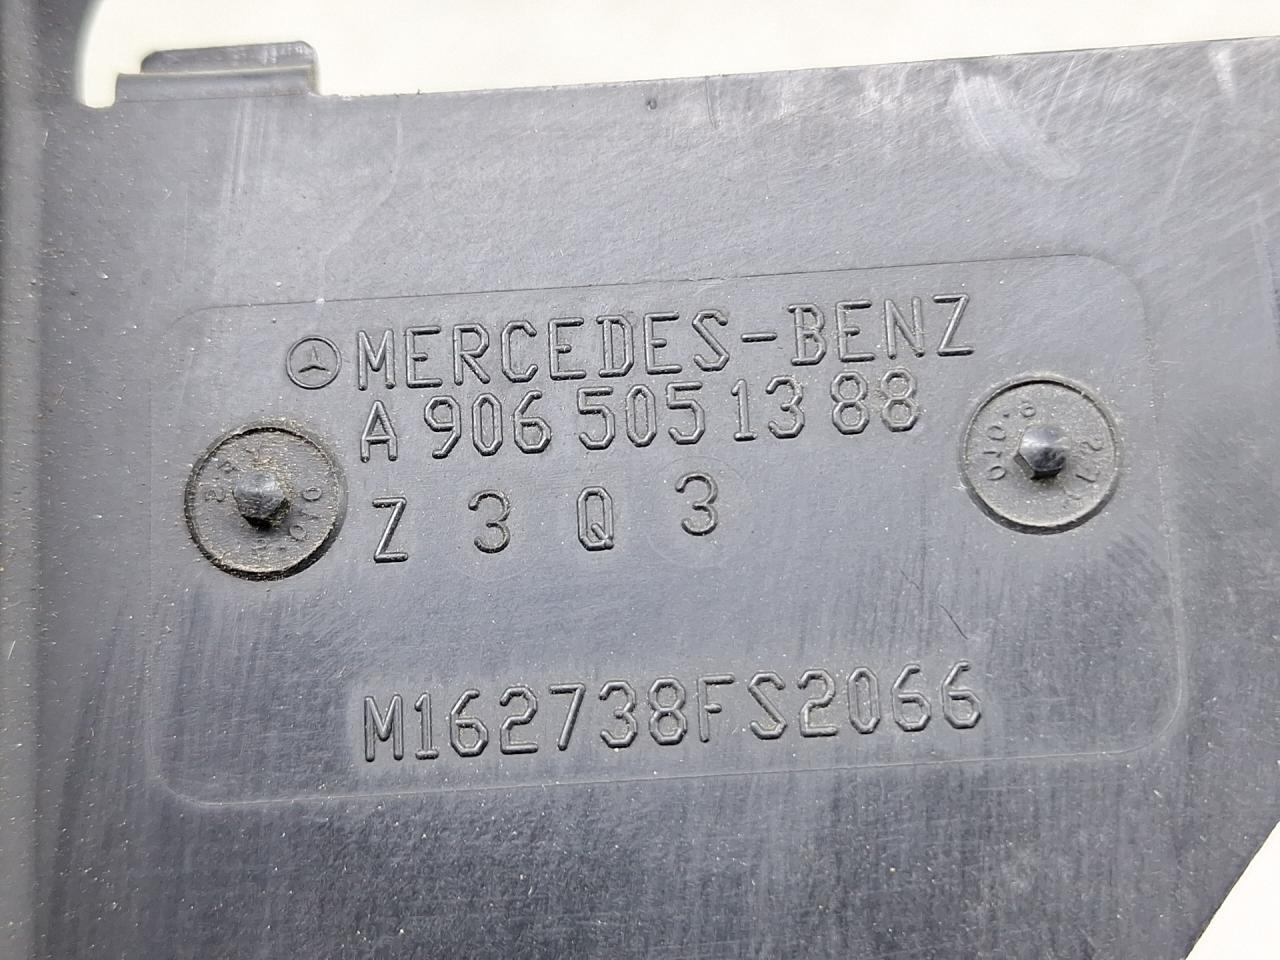 MERCEDES-BENZ
A 906 505 13 88
Z 3 Q 3
M162738FS2066